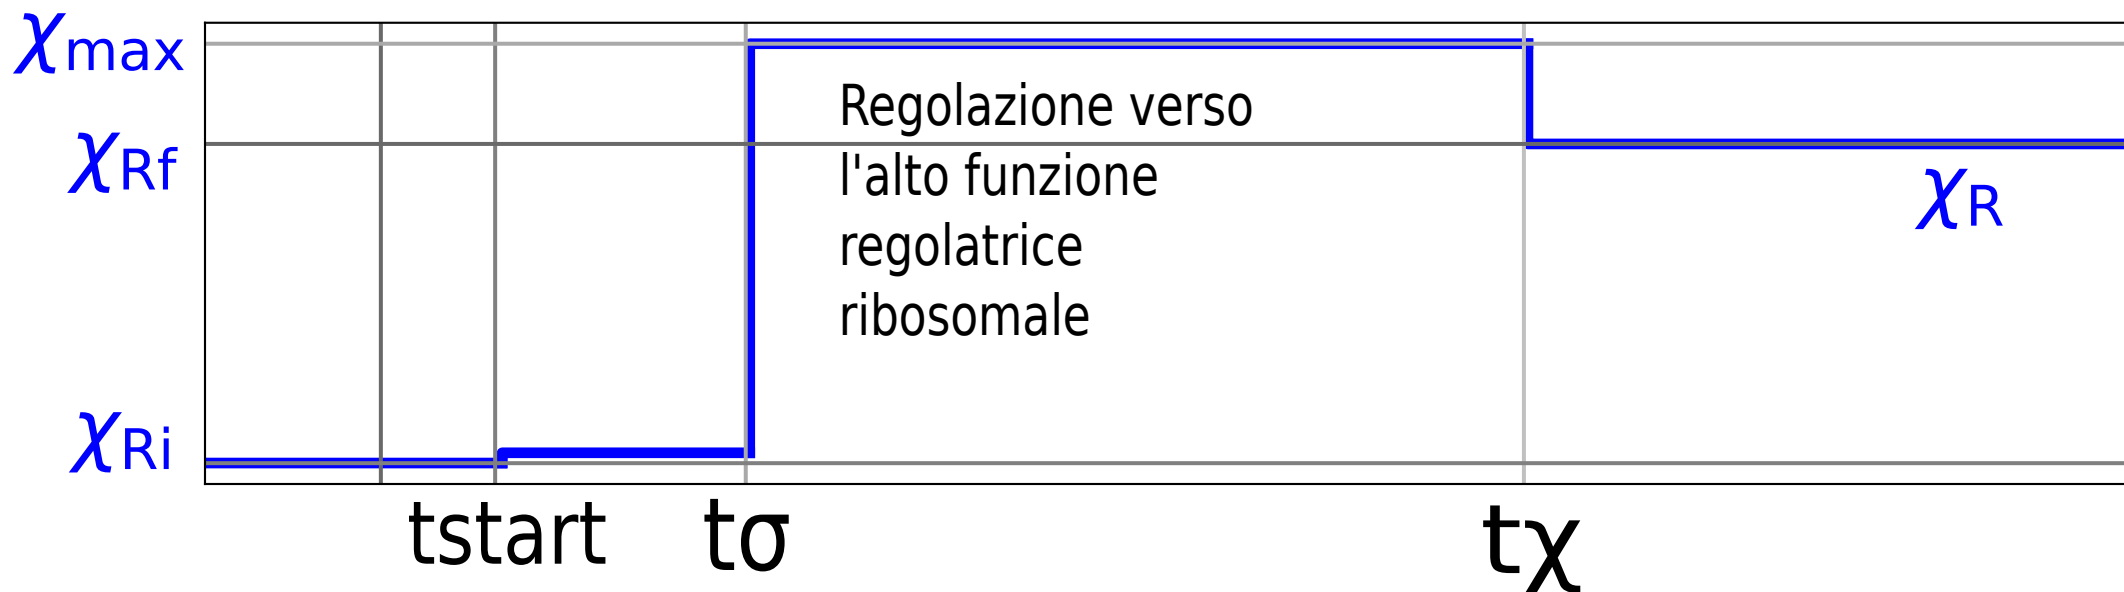 χmax
χRf
χRi
Regolazione verso
l'alto funzione
regolatrice
ribosomale
χR
tstart
tσ
tχ